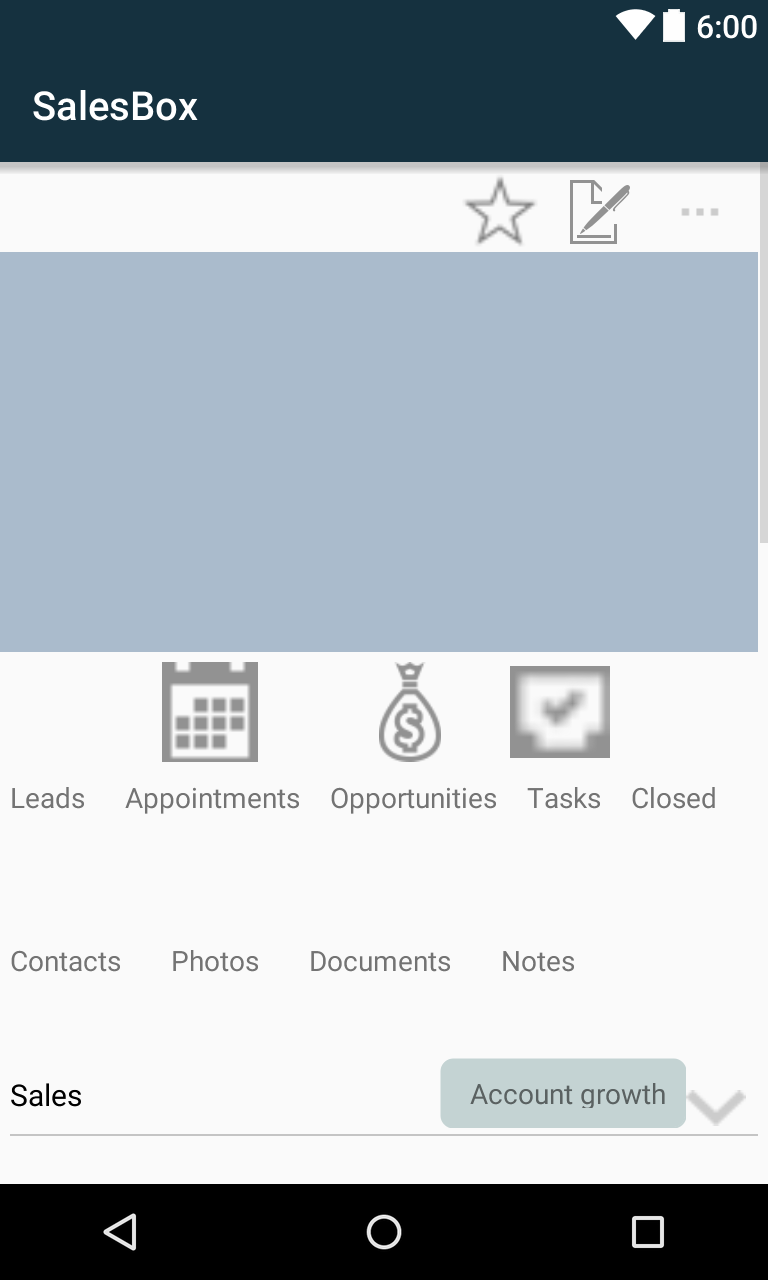 6:00
SalesBox
Leads Appointments Opportunities Tasks Closed
Contacts Photos Documents Notes
Sales Account growth